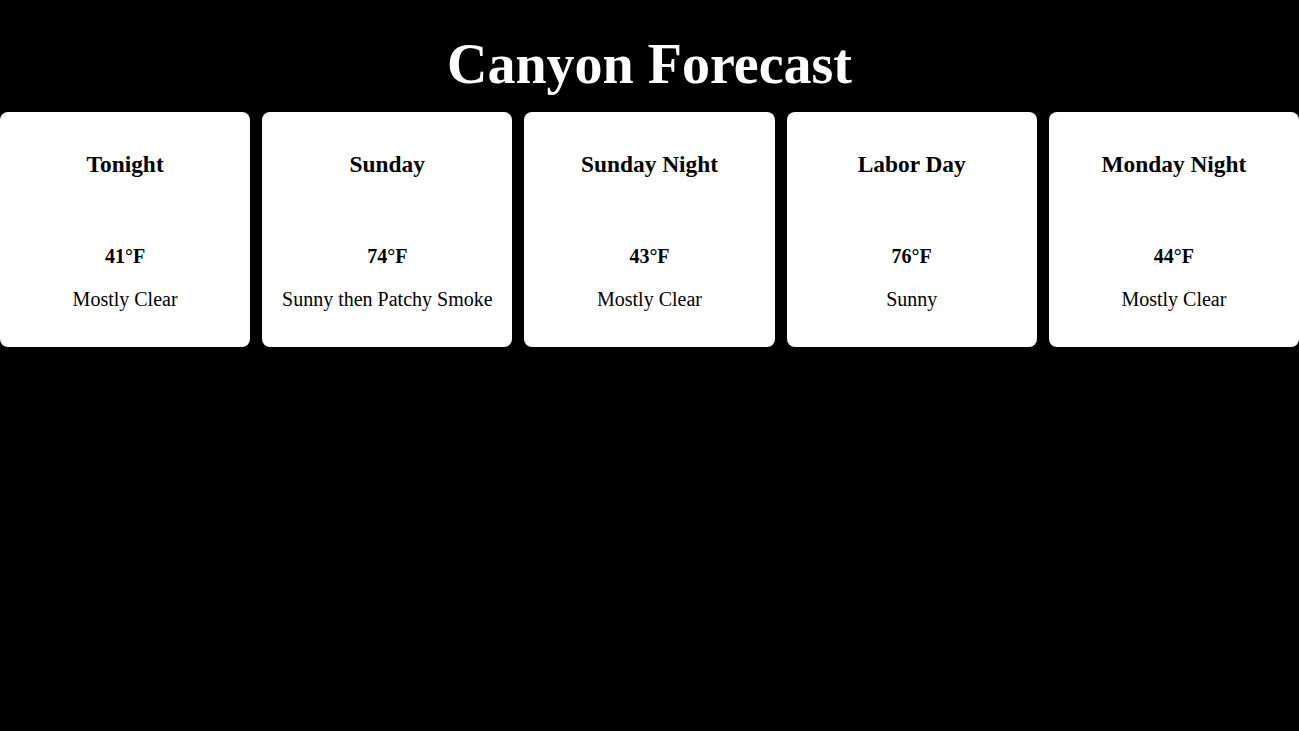 Canyon Forecast
Tonight
41°F
Mostly Clear
Sunday
74°F
Sunny then Patchy Smoke
Sunday Night
43°F
Mostly Clear
Labor Day
76°F
Sunny
Monday Night
44°F
Mostly Clear